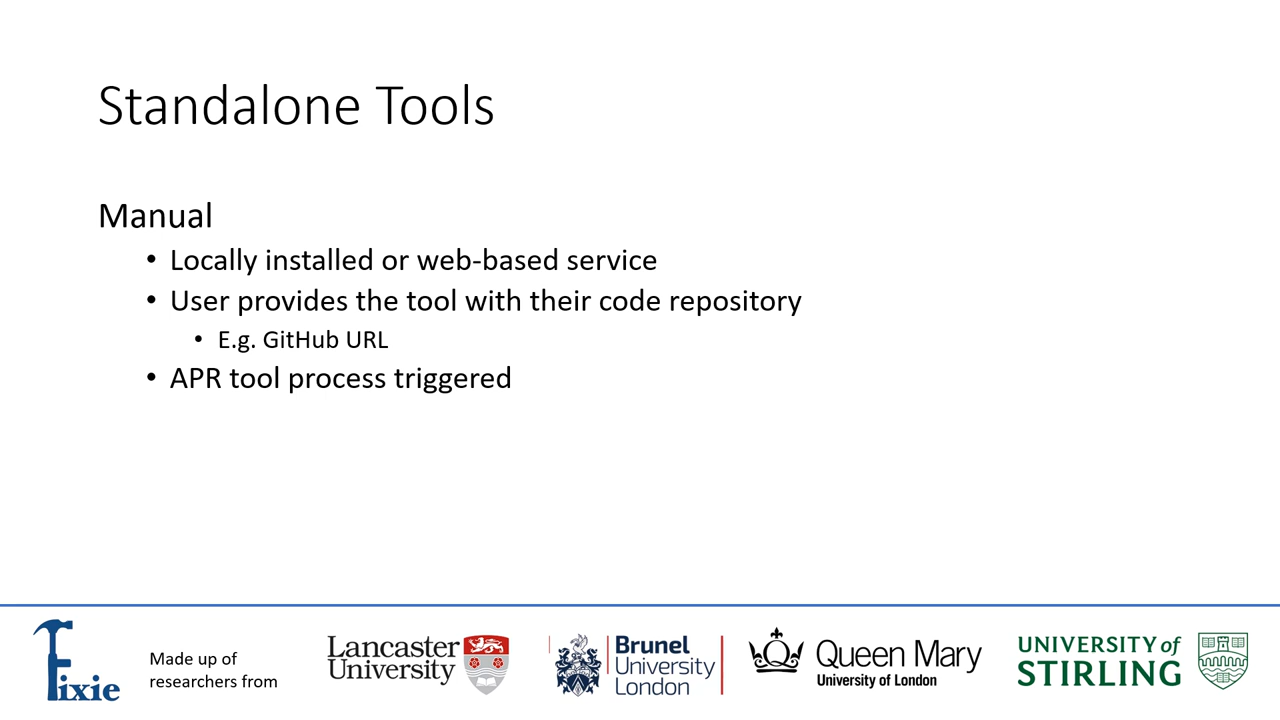 Standalone Tools
Manual
• Locally installed or web-based service
• User provides the tool with their code repository
• E.g. GitHub URL
• APR tool process triggered
Fixie
Made up of
researchers from
Lancaster
University
Brunel
University
London
Queen Mary
University of London
UNIVERSITY of
STIRLING